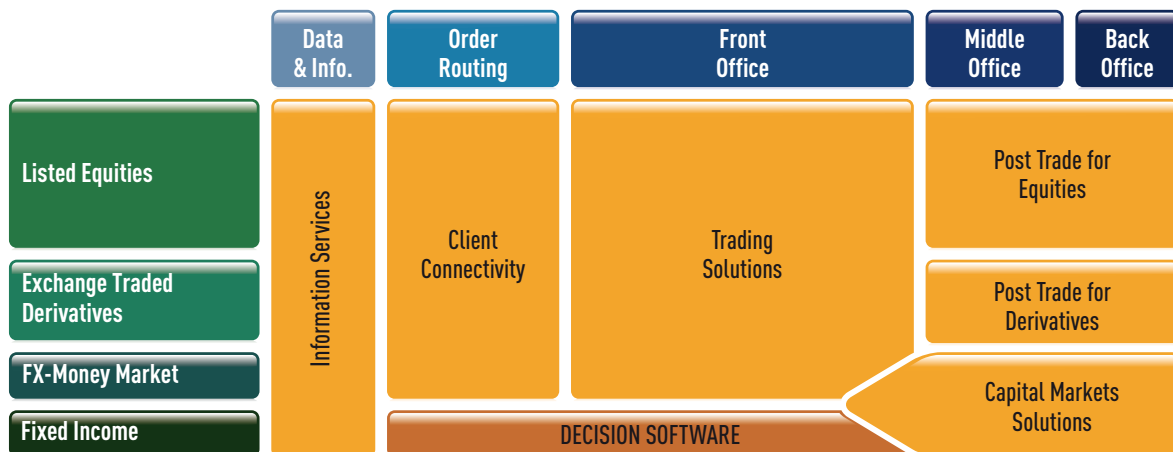 Data
& Info.
Order
Routing
Front
Office
Middle
Office
Back
Office
Listed Equities
Exchange Traded
Derivatives
FX-Money Market
Fixed Income
Information Services
Client
Connectivity
Trading
Solutions
Post Trade for
Equities
Post Trade for
Derivatives
Capital Markets
Solutions
DECISION SOFTWARE